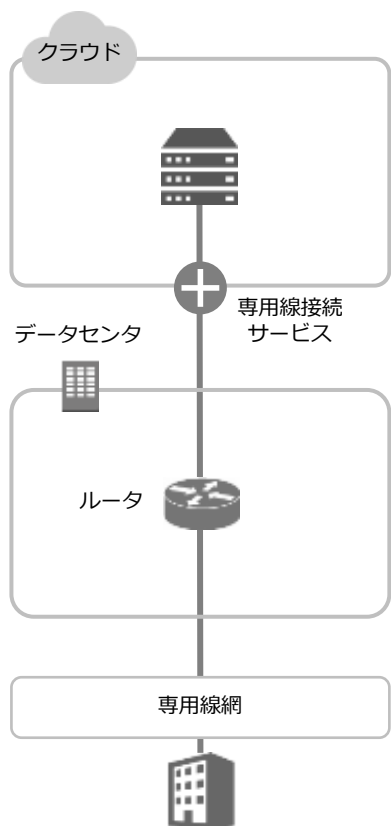 クラウド
専用線接続
サービス
データセンタ
ルータ
専用線網